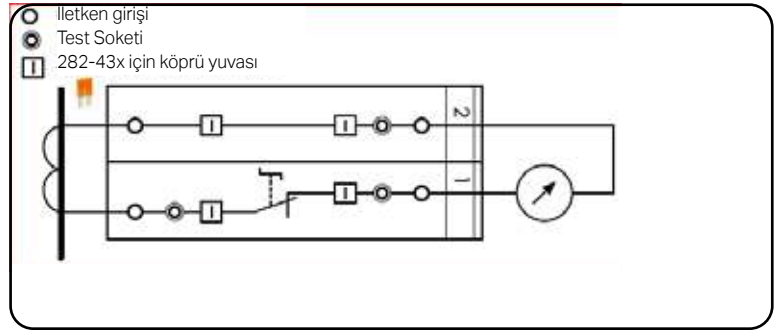 İletken girişi
Test Soketi
282-43x için köprü yuvası
2
1